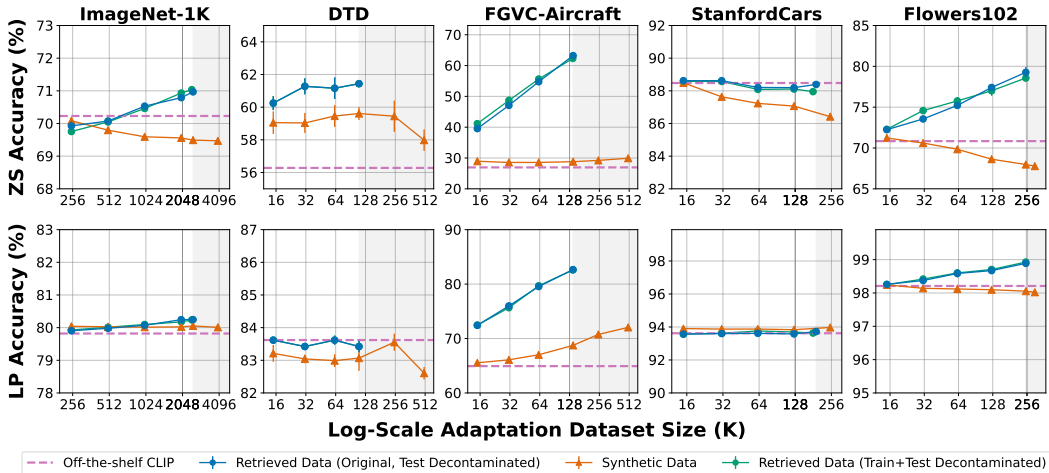 ImageNet-1K
DTD
FGVC-Aircraft
StanfordCars
Flowers102
ZS Accuracy (%)
73
72
71
70
69
68
256 512 1024 2048 4096
64
62
60
58
56
16 32 64 128 256 512
70
60
50
40
30
20
16 32 64 128 256 512
92
90
88
86
84
82
16 32 64 128 256
85
80
75
70
65
16 32 64 128 256
LP Accuracy (%)
83
82
81
80
79
78
256 512 1024 2048 4096
87
86
85
84
83
82
16 32 64 128 256 512
90
80
70
60
16 32 64 128 256 512
98
96
94
92
90
16 32 64 128 256
99
98
97
96
95
16 32 64 128 256
Log-Scale Adaptation Dataset Size (K)
Off-the-shelf CLIP Retrieved Data (Original, Test Decontaminated) Synthetic Data Retrieved Data (Train+Test Decontaminated)